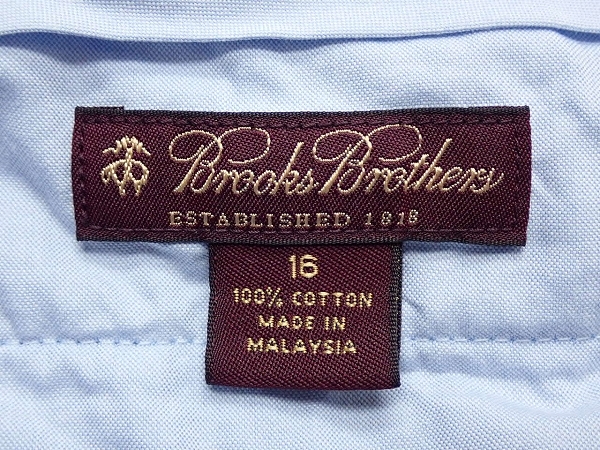 Brooks Brothers
ESTABLISHED 1818
16
100% COTTON
MADE IN
MALAYSIA